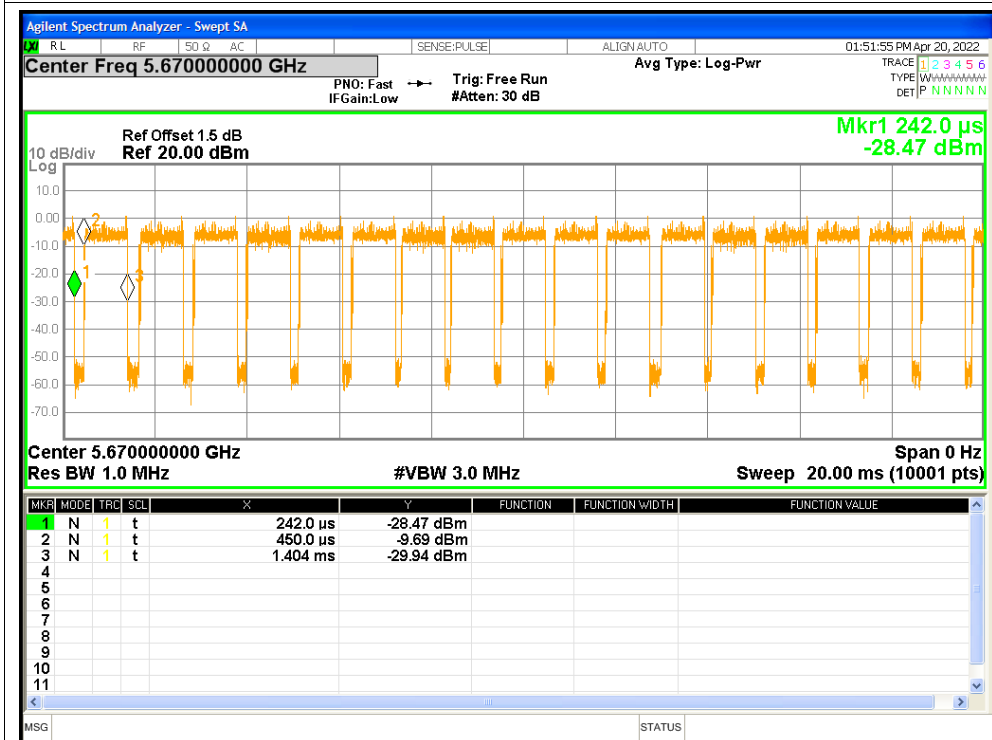 Agilent Spectrum Analyzer - Swept SA
LXI RL RF 50 Ω AC SENSE:PULSE ALIGN AUTO 01:51:55 PM Apr 20, 2022
Center Freq 5.670000000 GHz
PNO: Fast
IFGain:Low
Trig: Free Run
#Atten: 30 dB
Avg Type: Log-Pwr
TRACE 1 2 3 4 5 6
TYPE W
DET P N N N N N
Mkr1 242.0 µs
-28.47 dBm
Ref Offset 1.5 dB
10 dB/div Ref 20.00 dBm
Log
10.0
0.00
-10.0
-20.0
-30.0
-40.0
-50.0
-60.0
-70.0
2
1
3
Center 5.670000000 GHz Span 0 Hz
Res BW 1.0 MHz #VBW 3.0 MHz Sweep 20.00 ms (10001 pts)
MKR MODE TRC SCL X Y FUNCTION FUNCTION WIDTH FUNCTION VALUE
1 N 1 t 242.0 µs -28.47 dBm
2 N 1 t 450.0 µs -9.69 dBm
3 N 1 t 1.404 ms -29.94 dBm
4
5
6
7
8
9
10
11
MSG STATUS